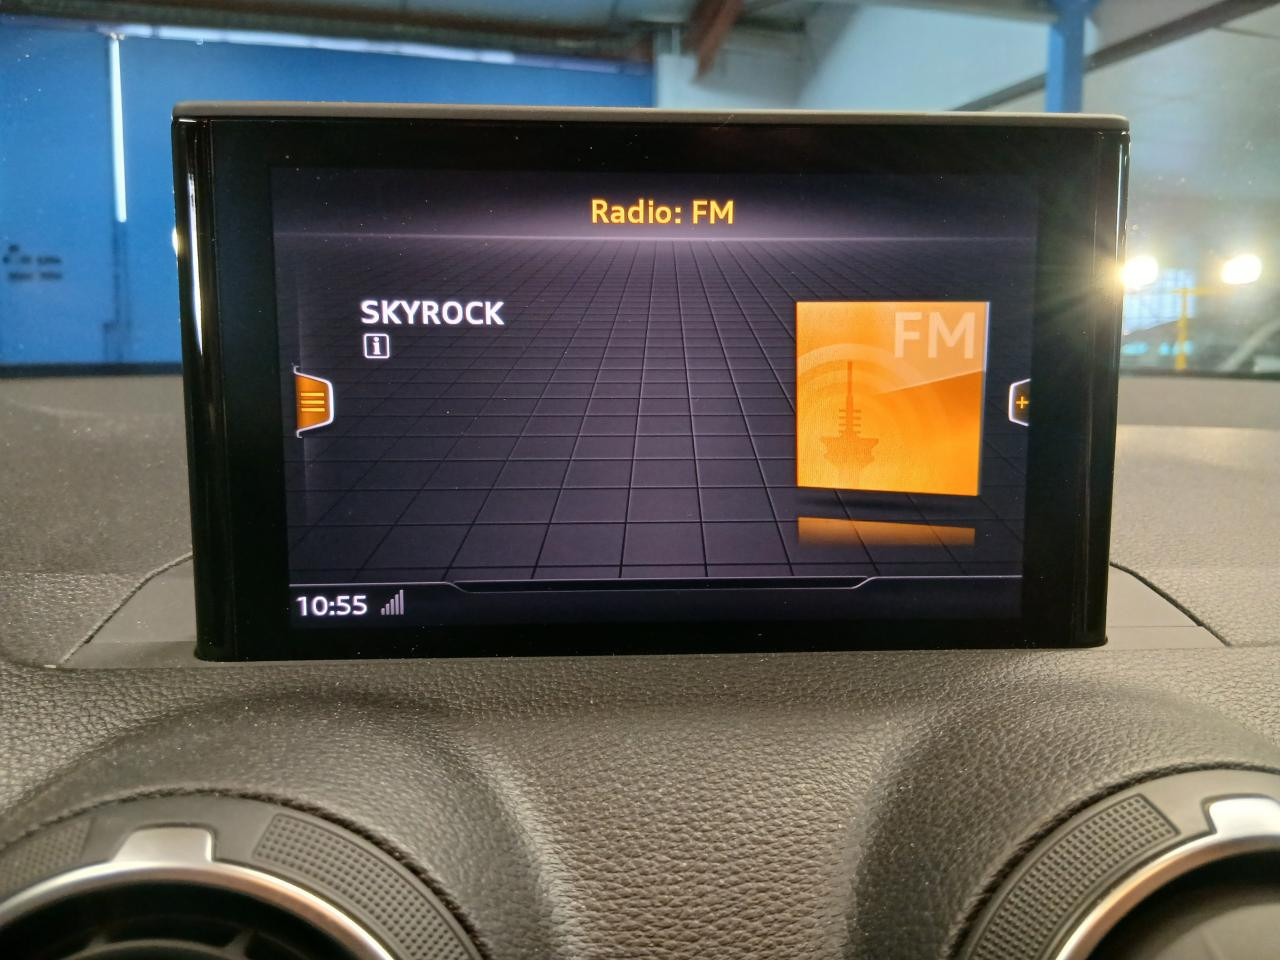 Radio: FM
SKYROCK
i
FM
+
10:55